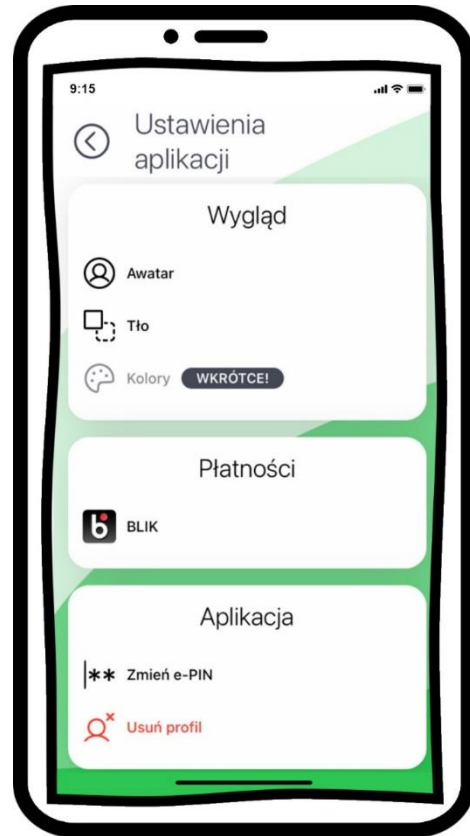 9:15
Ustawienia
aplikacji
Wygląd
Awatar
Tło
Kolory WKRÓTCE!
Płatności
BLIK
Aplikacja
Zmień e-PIN
Usuń profil